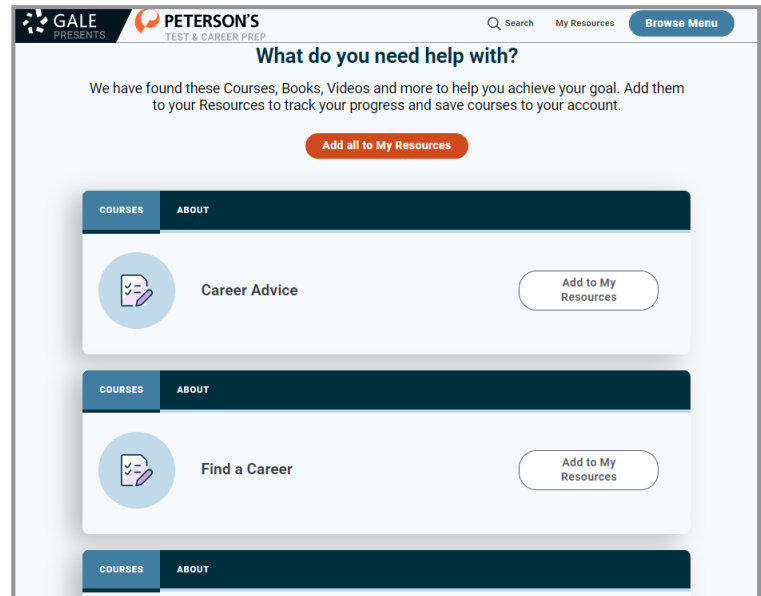 GALE
PRESENTS
PETERSON'S
TEST & CAREER PREP
Search
My Resources
Browse Menu
What do you need help with?
We have found these Courses, Books, Videos and more to help you achieve your goal. Add them
to your Resources to track your progress and save courses to your account.
Add all to My Resources
COURSES
ABOUT
Career Advice
Add to My
Resources
COURSES
ABOUT
Find a Career
Add to My
Resources
COURSES
ABOUT